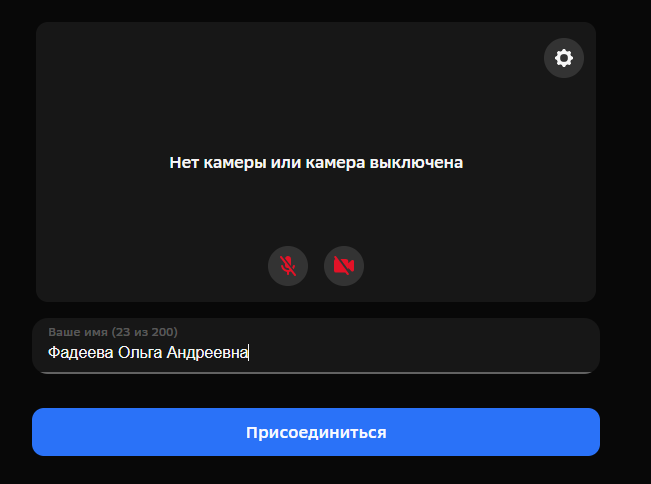 Нет камеры или камера выключена
Ваше имя (23 из 200)
Фадеева Ольга Андреевна
Присоединиться